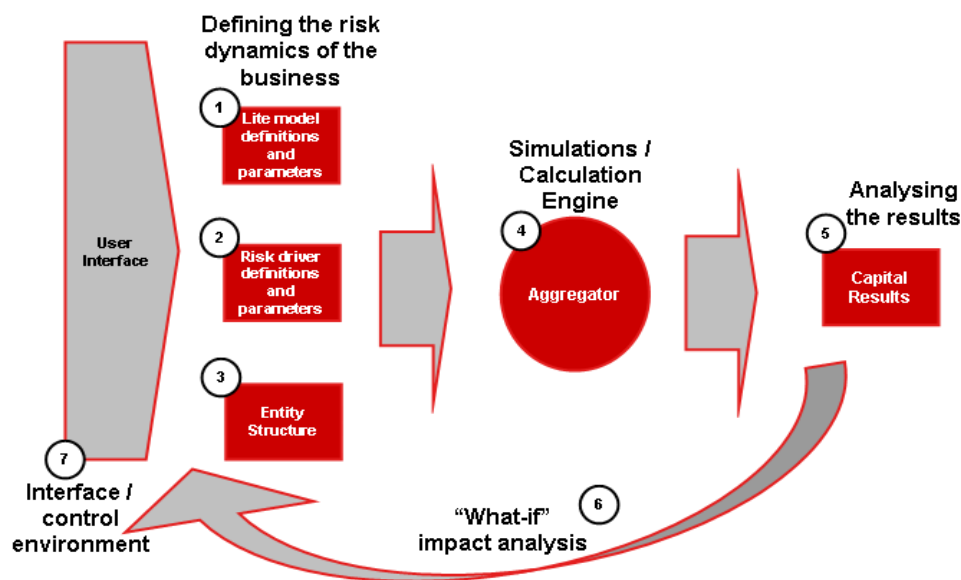 Defining the risk
dynamics of the
business
1
Lite model
definitions
and
parameters
User
Interface
2
Risk driver
definitions
and
parameters
3
Entity
Structure
7
Interface /
control
environment
Simulations /
Calculation
Engine
4
Aggregator
Analysing
the results
5
Capital
Results
6
“What-if”
impact analysis